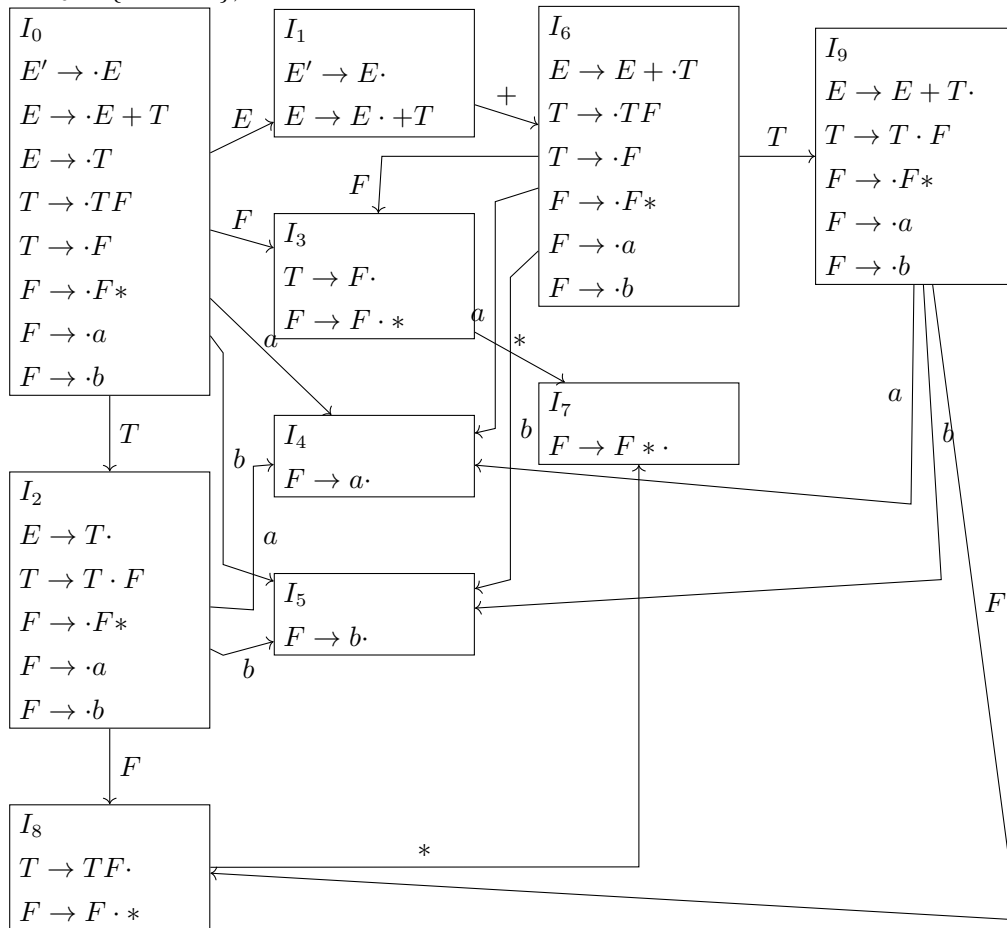 I₀
E′ → ·E
E → ·E + T
E → ·T
T → ·TF
T → ·F
F → ·F∗
F → ·a
F → ·b
E
F
a
b
T
I₁
E′ → E·
E → E · +T
+
I₆
E → E + ·T
T → ·TF
T → ·F
F → ·F∗
F → ·a
F → ·b
F
a
b
T
I₉
E → E + T·
T → T · F
F → ·F∗
F → ·a
F → ·b
a
b
F
I₃
T → F·
F → F · ∗
∗
I₇
F → F ∗ ·
I₄
F → a·
I₂
E → T·
T → T · F
F → ·F∗
F → ·a
F → ·b
a
b
F
I₅
F → b·
I₈
T → TF·
F → F · ∗
∗